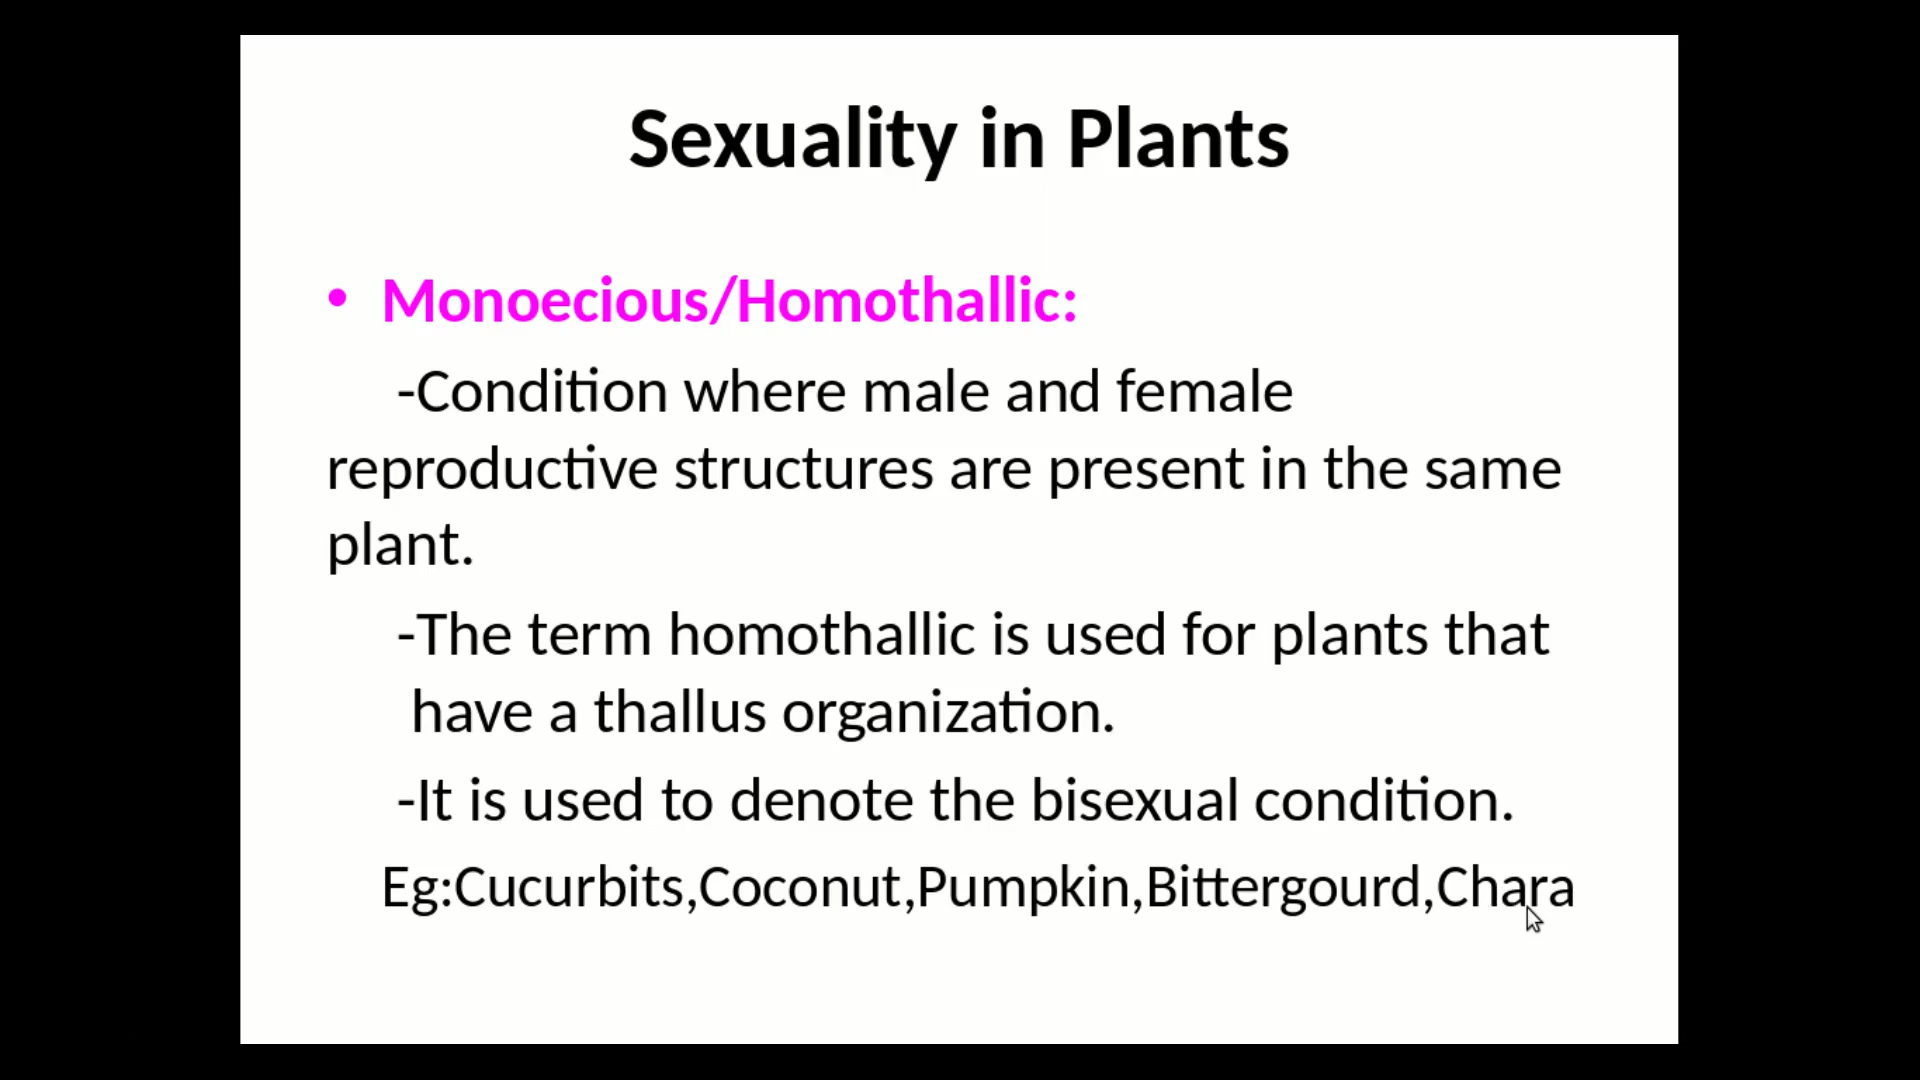 Sexuality in Plants
• Monoecious/Homothallic:
-Condition where male and female
reproductive structures are present in the same
plant.
-The term homothallic is used for plants that
have a thallus organization.
-It is used to denote the bisexual condition.
Eg:Cucurbits,Coconut,Pumpkin,Bittergourd,Chara